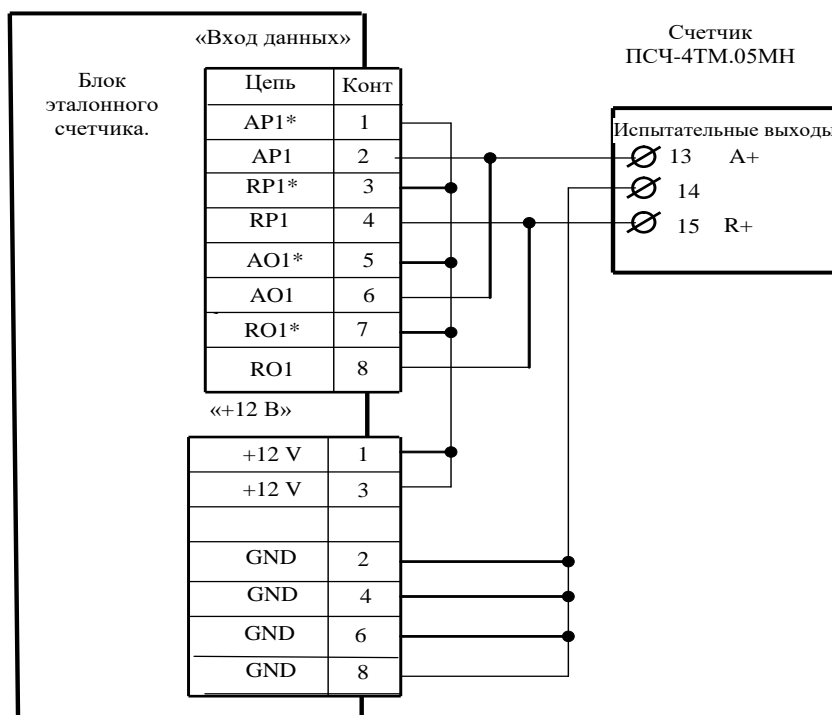 «Вход данных»
Счетчик
ПСЧ-4ТМ.05МН
Блок
эталонного
счетчика.
Цепь Конт
AP1* 1
AP1 2
RP1* 3
RP1 4
AO1* 5
AO1 6
RO1* 7
RO1 8
Испытательные выходы
13 A+
14
15 R+
«+12 В»
+12 V 1
+12 V 3
GND 2
GND 4
GND 6
GND 8